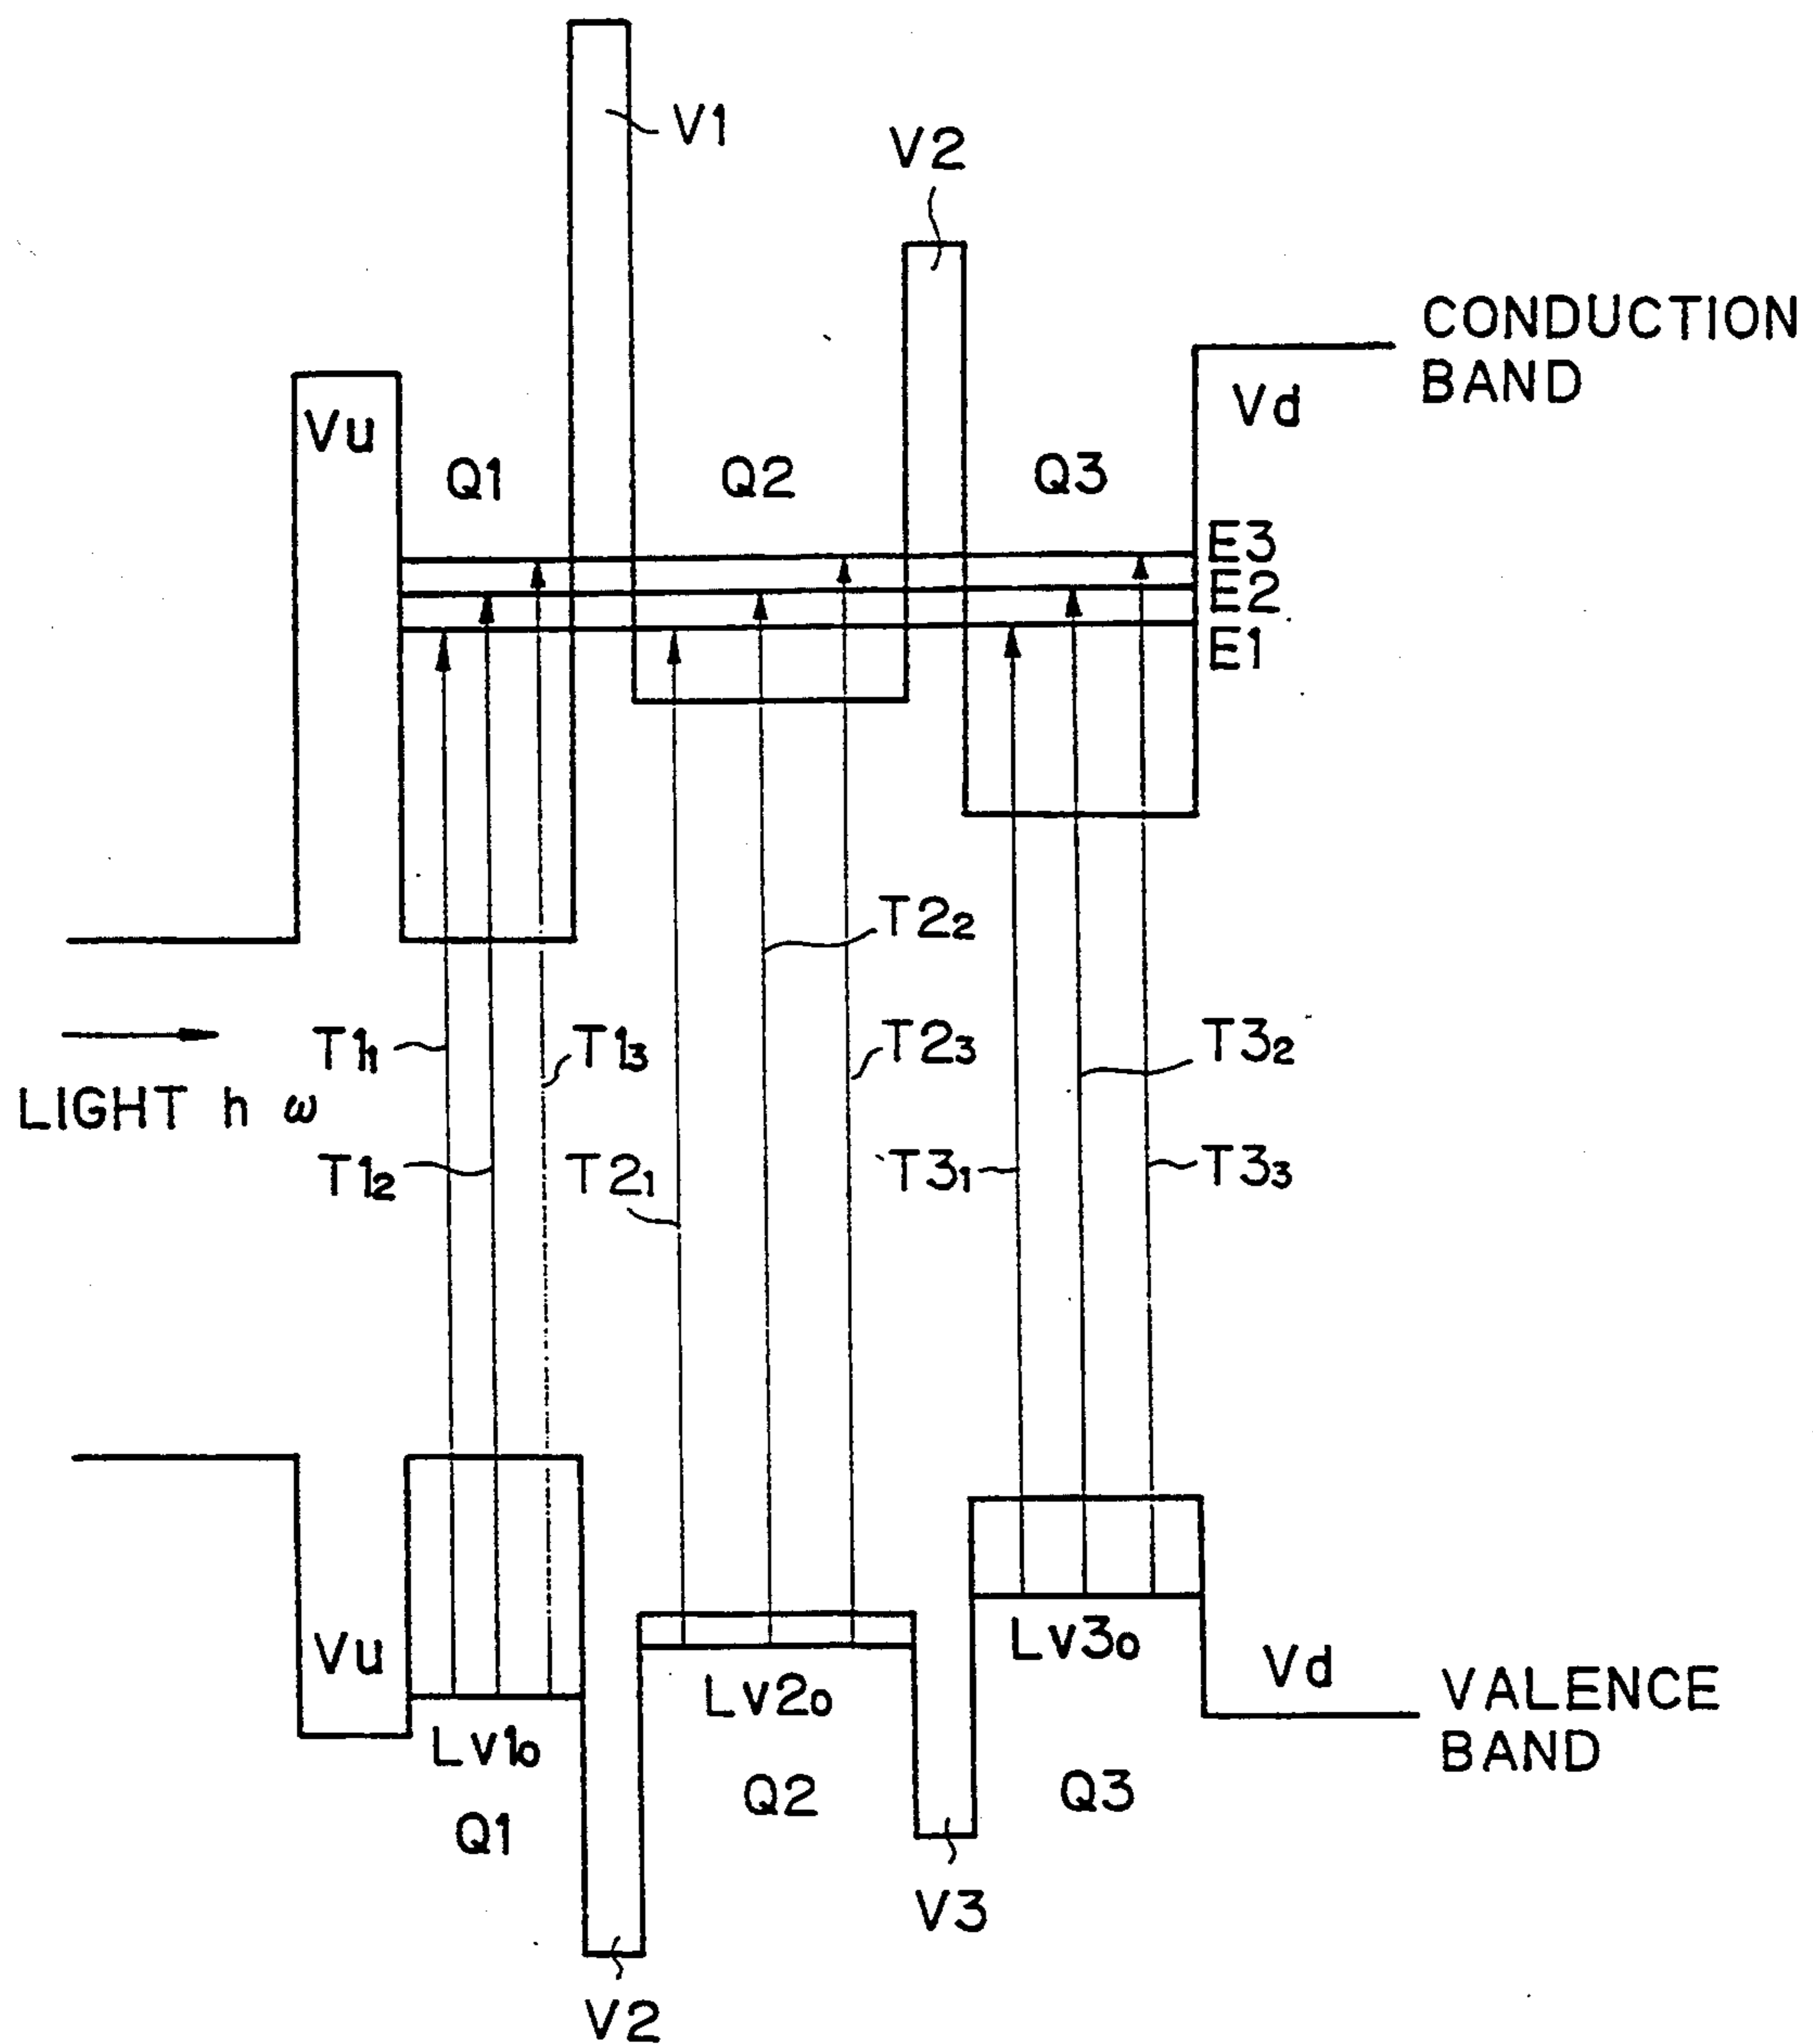 V1
V2
CONDUCTION
BAND
Vu
Vd
Q1
Q2
Q3
E3
E2
E1
T2₂
T1₁
T1₃
T2₃
T3₂
LIGHT h ω
T1₂
T2₁
T3₁
T3₃
Vu
Lv1₀
Lv2₀
Lv3₀
Vd
VALENCE
BAND
Q1
Q2
Q3
V3
V2